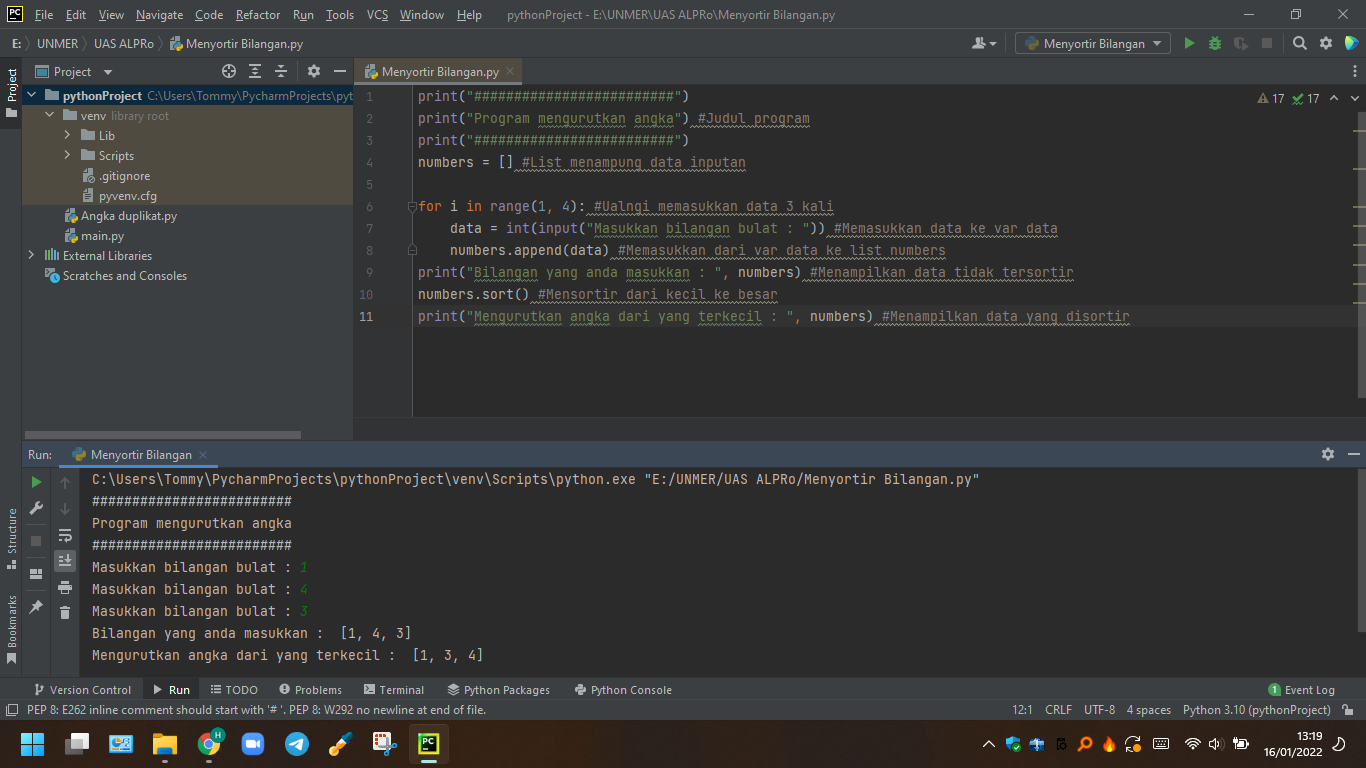 File Edit View Navigate Code Refactor Run Tools VCS Window Help pythonProject - E:\UNMER\UAS ALPRo\Menyortir Bilangan.py
E: UNMER UAS ALPRo Menyortir Bilangan.py Menyortir Bilangan
Project
Project
Menyortir Bilangan.py
pythonProject C:\Users\Tommy\PycharmProjects\pyt
venv library root
Lib
Scripts
.gitignore
pyvenv.cfg
Angka duplikat.py
main.py
External Libraries
Scratches and Consoles
17 17
1 print("#########################")
2 print("Program mengurutkan angka") #Judul program
3 print("#########################")
4 numbers = [] #List menampung data inputan
5
6 for i in range(1, 4): #Ualngi memasukkan data 3 kali
7 data = int(input("Masukkan bilangan bulat : ")) #Memasukkan data ke var data
8 numbers.append(data) #Memasukkan dari var data ke list numbers
9 print("Bilangan yang anda masukkan : ", numbers) #Menampilkan data tidak tersortir
10 numbers.sort() #Mensortir dari kecil ke besar
11 print("Mengurutkan angka dari yang terkecil : ", numbers) #Menampilkan data yang disortir
Run: Menyortir Bilangan
C:\Users\Tommy\PycharmProjects\pythonProject\venv\Scripts\python.exe "E:/UNMER/UAS ALPRo/Menyortir Bilangan.py"
#########################
Program mengurutkan angka
#########################
Masukkan bilangan bulat : 1
Masukkan bilangan bulat : 4
Masukkan bilangan bulat : 3
Bilangan yang anda masukkan :  [1, 4, 3]
Mengurutkan angka dari yang terkecil :  [1, 3, 4]
Structure
Bookmarks
Version Control Run TODO Problems Terminal Python Packages Python Console 1 Event Log
PEP 8: E262 inline comment should start with '# '. PEP 8: W292 no newline at end of file. 12:1 CRLF UTF-8 4 spaces Python 3.10 (pythonProject)
H
PC
13:19
16/01/2022